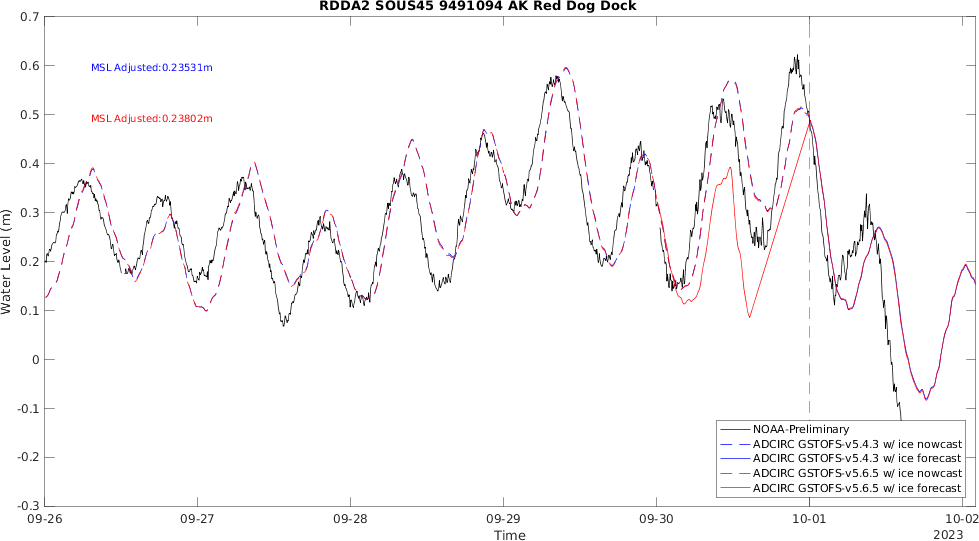 RDDA2 SOUS45 9491094 AK Red Dog Dock
0.7
0.6
0.5
0.4
0.3
0.2
0.1
0
-0.1
-0.2
-0.3
Water Level (m)
MSL Adjusted:0.23531m
MSL Adjusted:0.23802m
NOAA-Preliminary
ADCIRC GSTOFS-v5.4.3 w/ ice nowcast
ADCIRC GSTOFS-v5.4.3 w/ ice forecast
ADCIRC GSTOFS-v5.6.5 w/ ice nowcast
ADCIRC GSTOFS-v5.6.5 w/ ice forecast
09-26 09-27 09-28 09-29 09-30 10-01 10-02
Time
2023